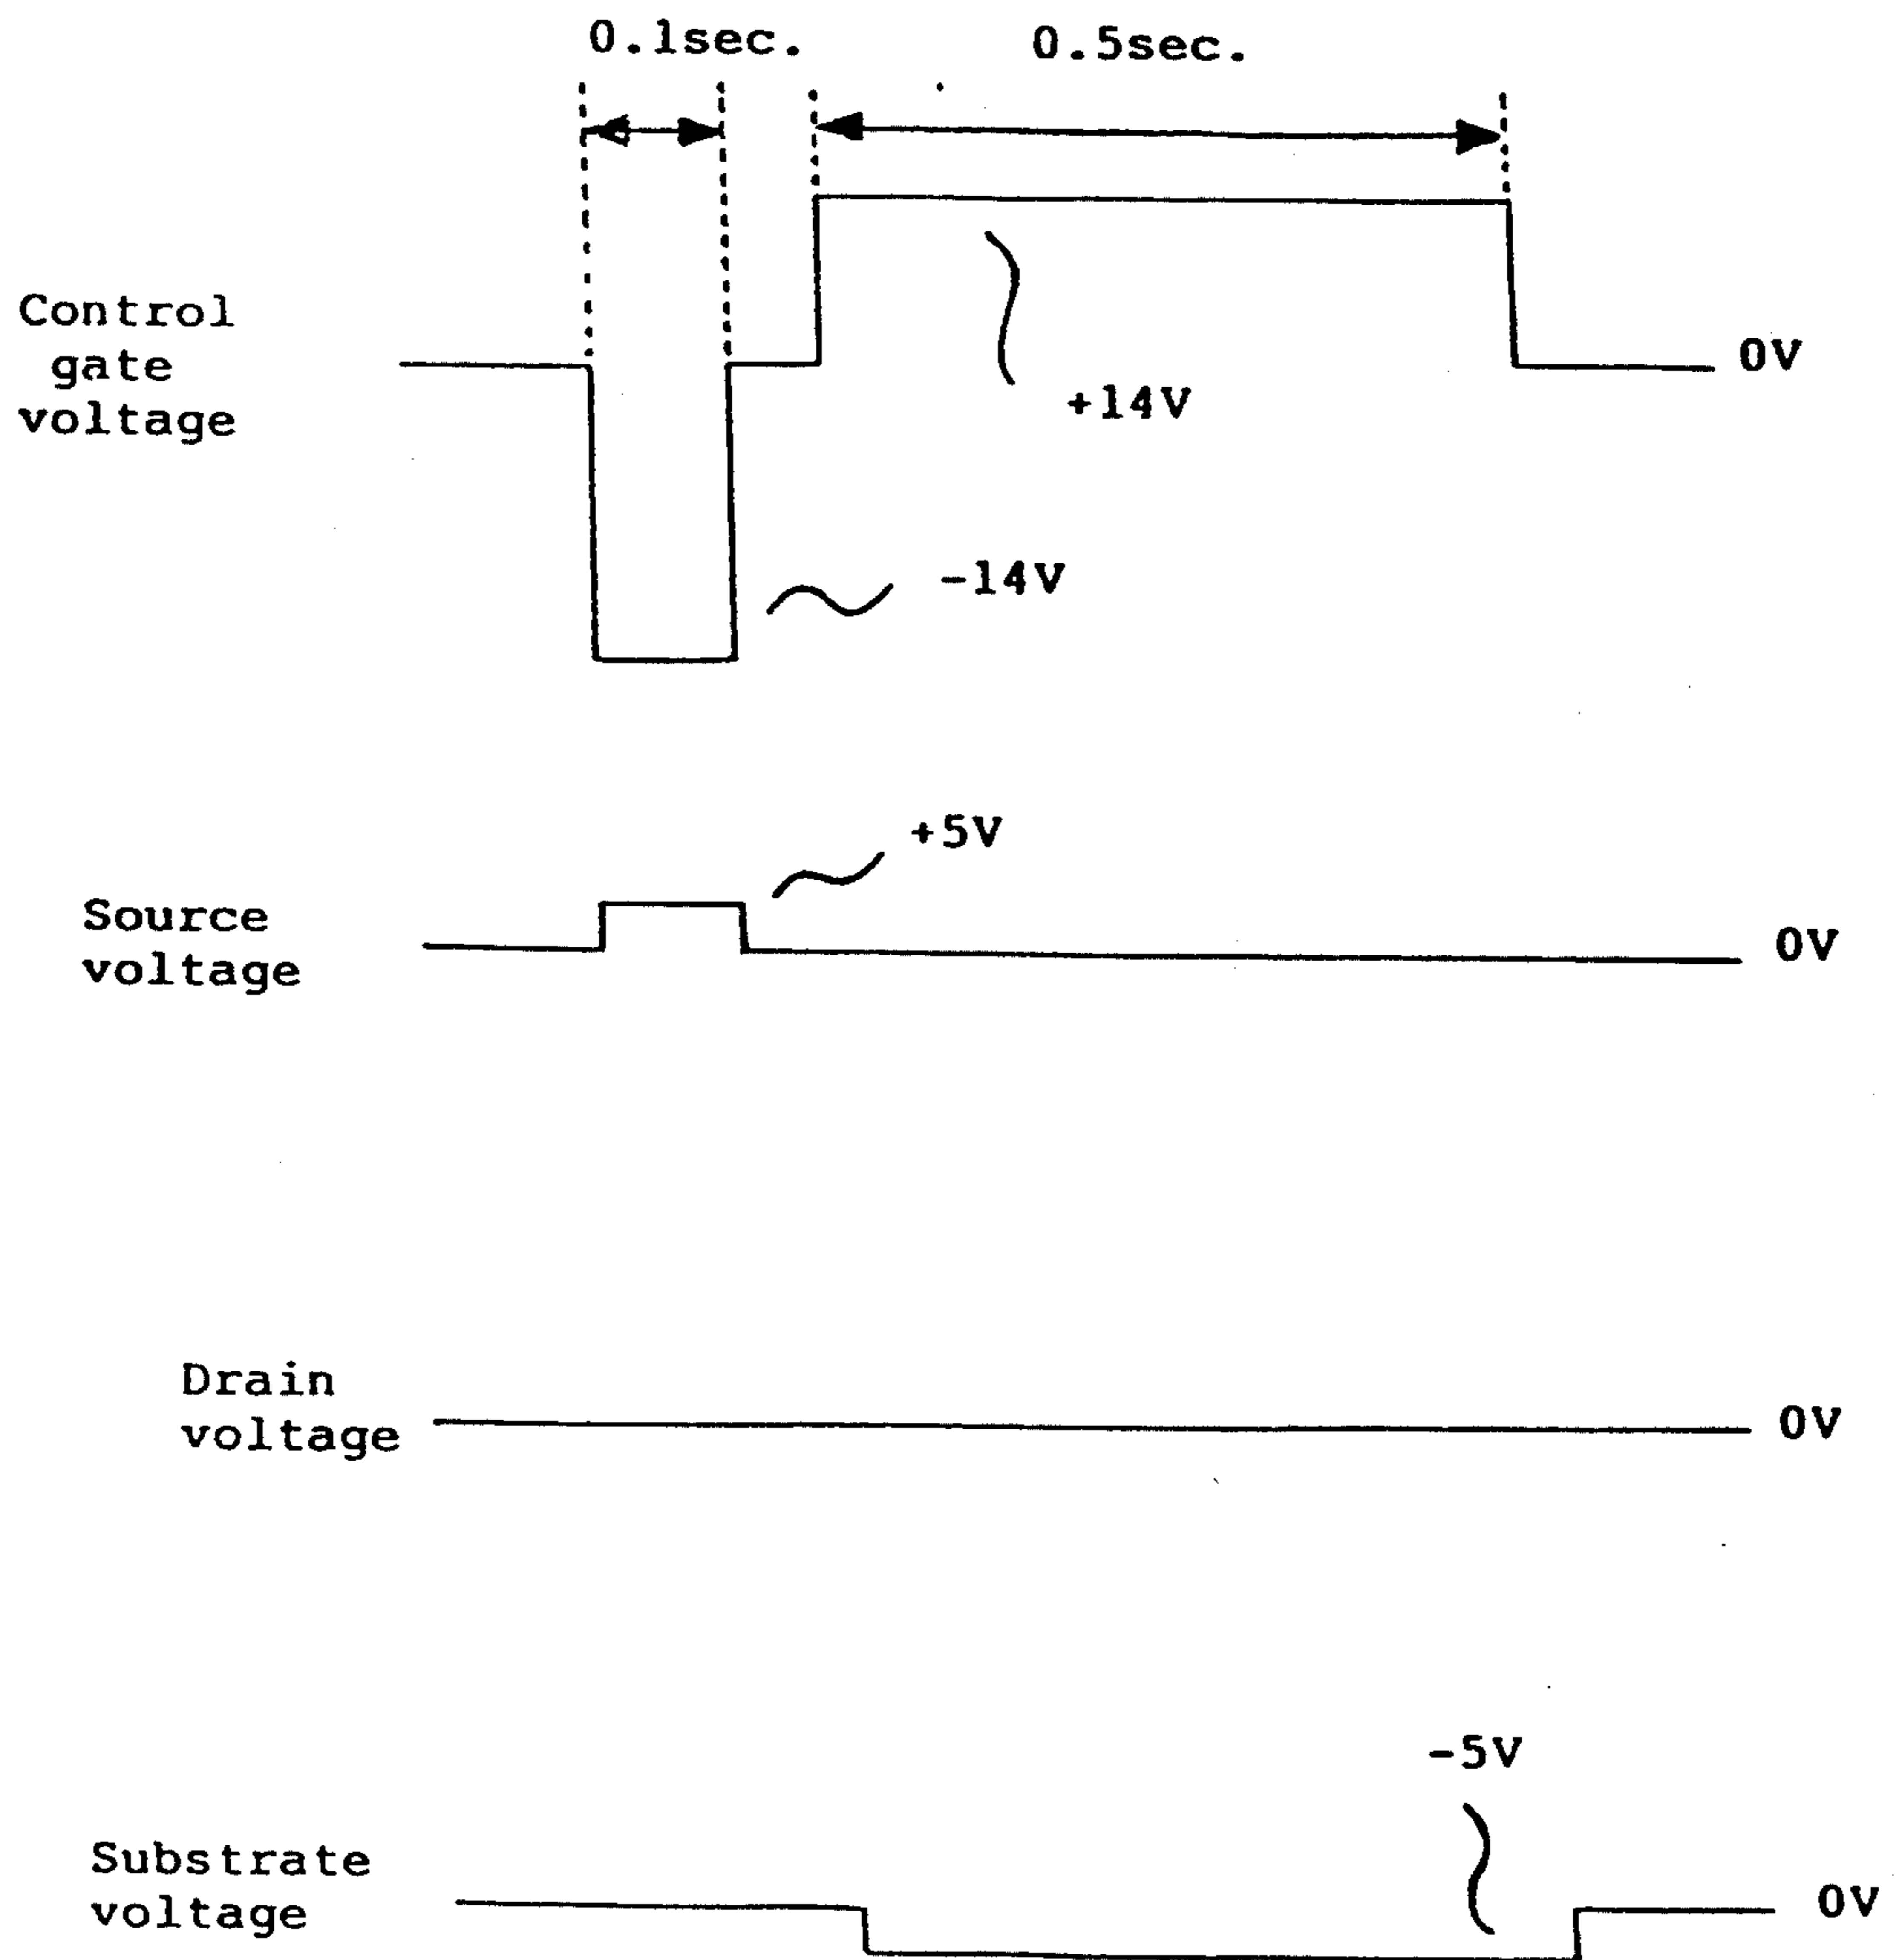 0.1sec.
0.5sec.
Control
gate
voltage
0V
+14V
-14V
+5V
Source
voltage
0V
Drain
voltage
0V
-5V
Substrate
voltage
0V